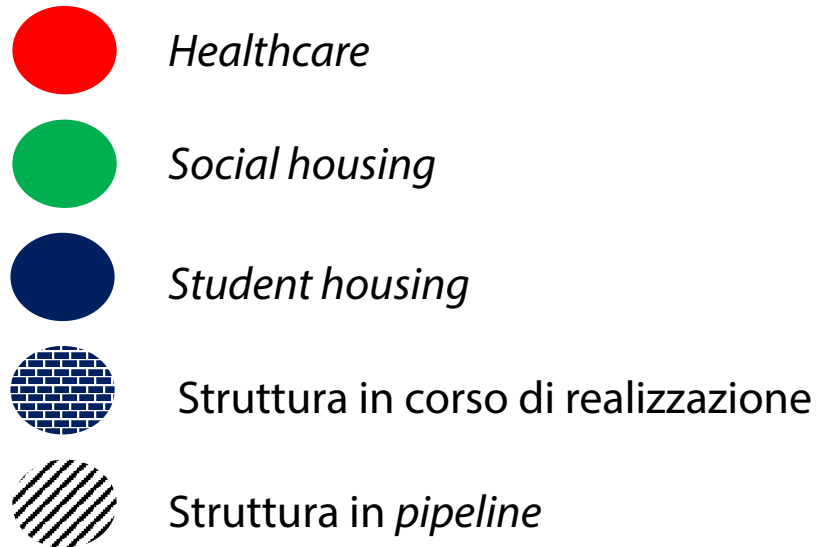 Healthcare
Social housing
Student housing
Struttura in corso di realizzazione
Struttura in pipeline